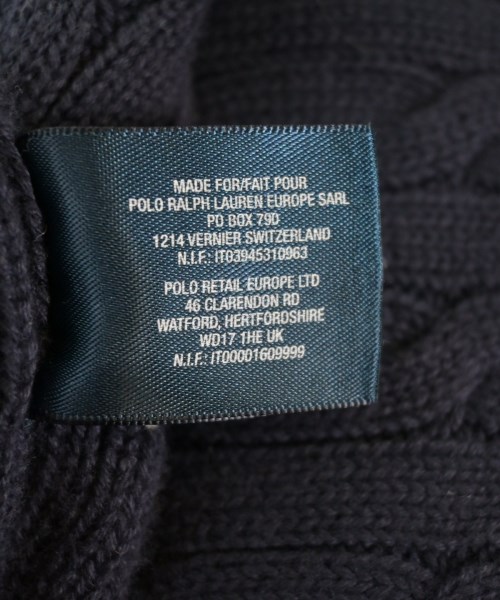 MADE FOR/FAIT POUR
POLO RALPH LAUREN EUROPE SARL
PO BOX 79D
1214 VERNIER SWITZERLAND
N.I.F.: IT03945310963
POLO RETAIL EUROPE LTD
46 CLARENDON RD
WATFORD, HERTFORDSHIRE
WD17 1HE UK
N.I.F.: IT00001609999